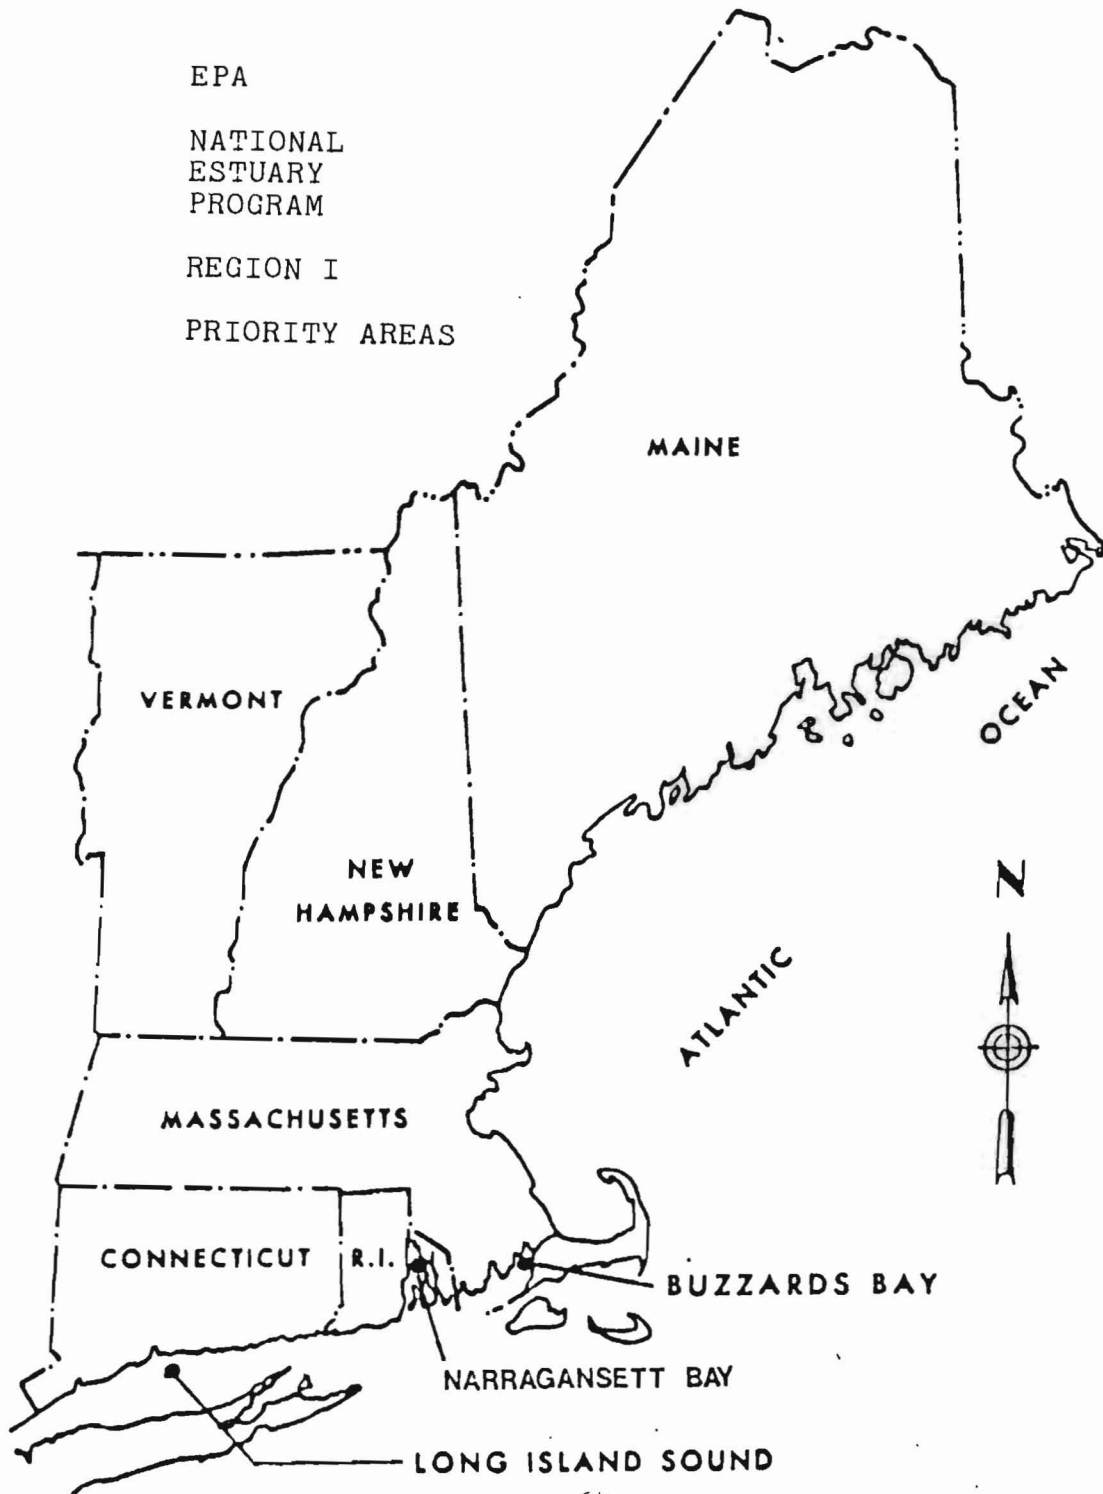 EPA
NATIONAL
ESTUARY
PROGRAM
REGION I
PRIORITY AREAS
MAINE
VERMONT
OCEAN
NEW
HAMPSHIRE
N
ATLANTIC
MASSACHUSETTS
CONNECTICUT
R.I.
BUZZARDS BAY
NARRAGANSETT BAY
LONG ISLAND SOUND